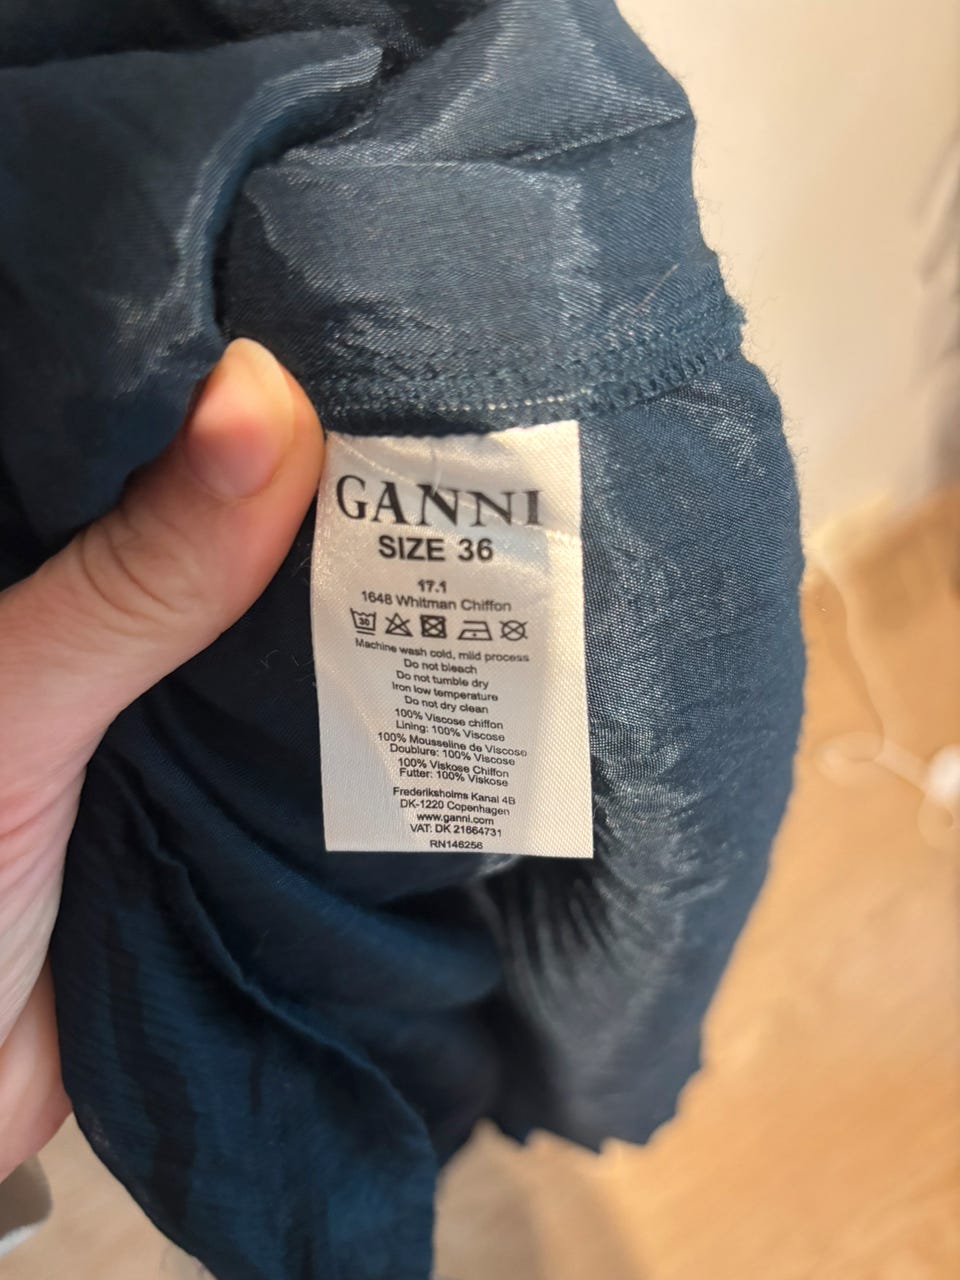 GANNI
SIZE 36
17.1
1648 Whitman Chiffon
30
Machine wash cold, mild process
Do not bleach
Do not tumble dry
Iron low temperature
Do not dry clean
100% Viscose chiffon
Lining: 100% Viscose
100% Mousseline de Viscose
Doublure: 100% Viscose
100% Viskose Chiffon
Futter: 100% Viskose
Frederiksholms Kanal 4B
DK-1220 Copenhagen
www.ganni.com
VAT: DK 21664731
RN146256